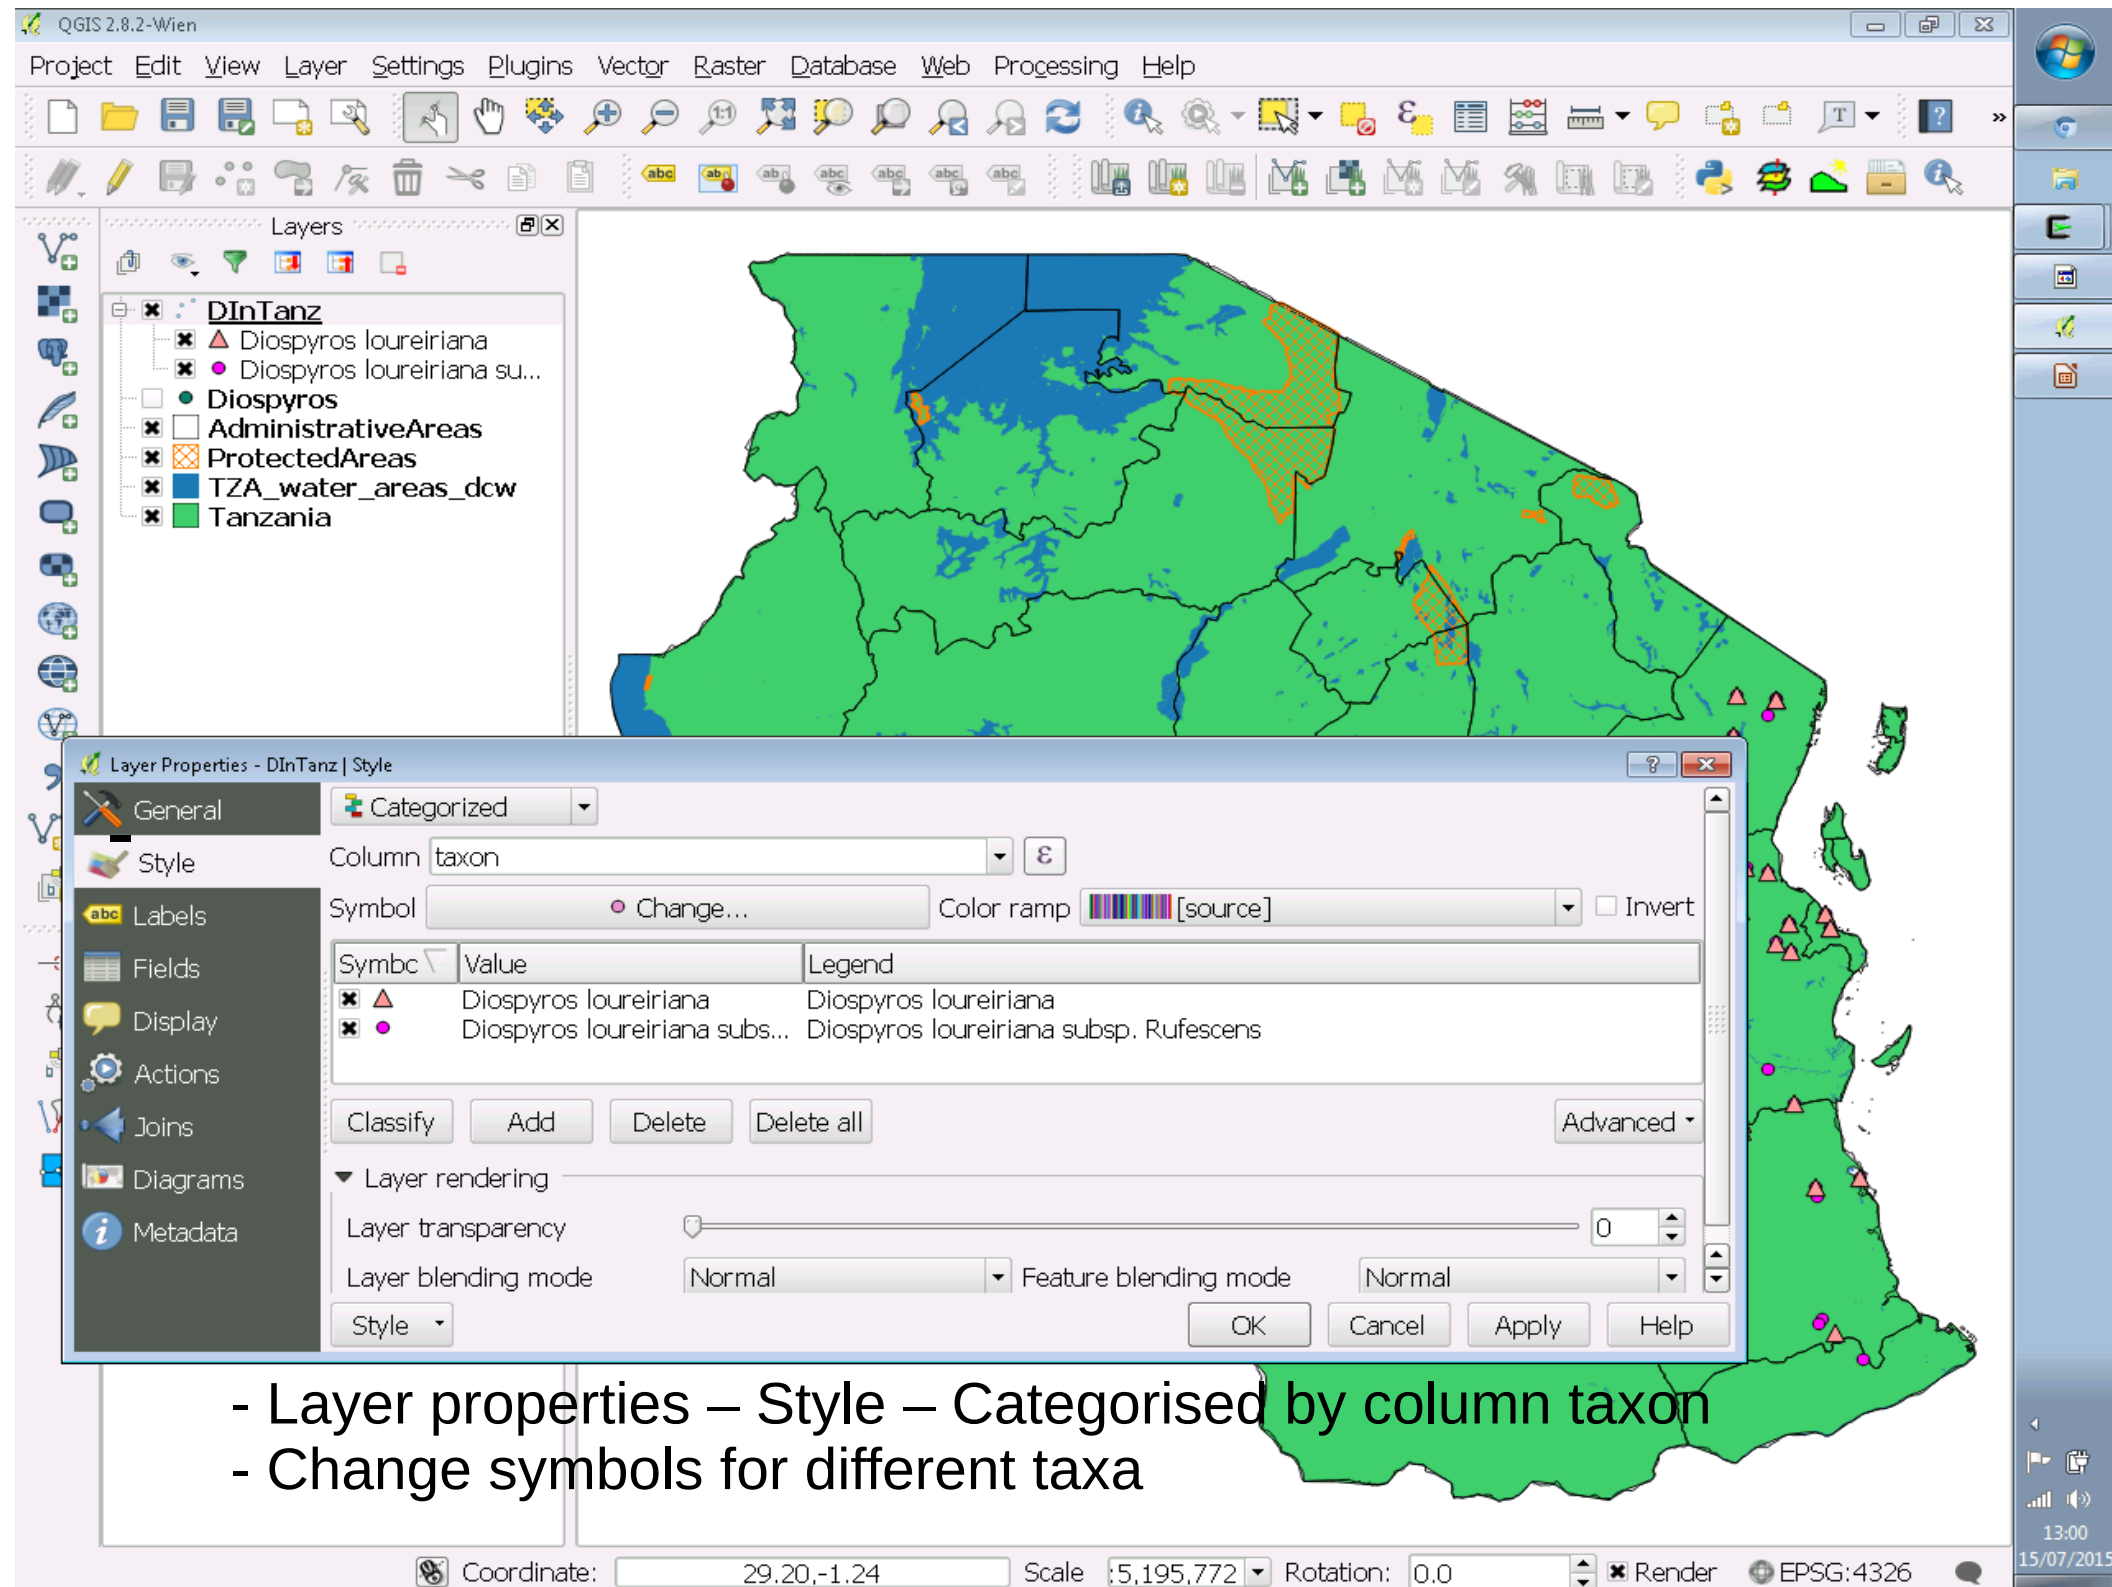 QGIS 2.8.2-Wien
Project Edit View Layer Settings Plugins Vector Raster Database Web Processing Help
Layers
DInTanz
Diospyros loureiriana
Diospyros loureiriana su...
Diospyros
AdministrativeAreas
ProtectedAreas
TZA_water_areas_dcw
Tanzania
Layer Properties - DInTanz | Style
General
Style
Labels
Fields
Display
Actions
Joins
Diagrams
Metadata
Categorized
Column taxon
Symbol Change... Color ramp [source] Invert
Symbc Value Legend
Diospyros loureiriana Diospyros loureiriana
Diospyros loureiriana subs... Diospyros loureiriana subsp. Rufescens
Classify Add Delete Delete all Advanced
Layer rendering
Layer transparency 0
Layer blending mode Normal Feature blending mode Normal
Style OK Cancel Apply Help
- Layer properties – Style – Categorised by column taxon
- Change symbols for different taxa
Coordinate: 29.20,-1.24 Scale :5,195,772 Rotation: 0.0 Render EPSG:4326
13:00
15/07/2015